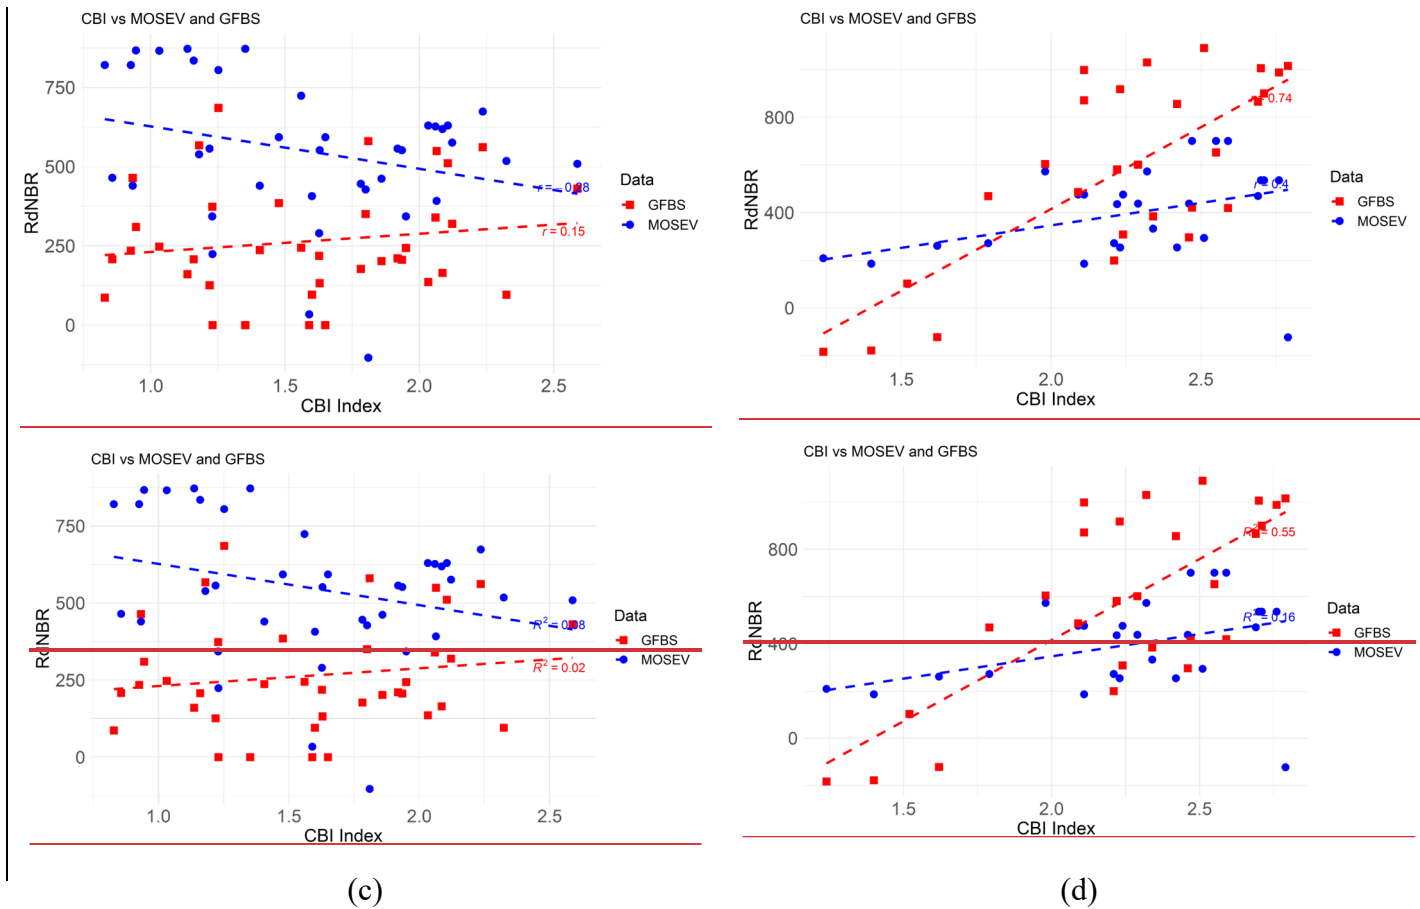 CBI vs MOSEV and GFBS
750
500
250
0
RdNBR
1.0 1.5 2.0 2.5
CBI Index
r = −0.28
r = 0.15
Data
GFBS
MOSEV
CBI vs MOSEV and GFBS
800
400
0
RdNBR
1.5 2.0 2.5
CBI Index
r = 0.74
r = 0.4
Data
GFBS
MOSEV
CBI vs MOSEV and GFBS
750
500
250
0
RdNBR
1.0 1.5 2.0 2.5
CBI Index
R² = 0.08
R² = 0.02
Data
GFBS
MOSEV
CBI vs MOSEV and GFBS
800
400
0
RdNBR
1.5 2.0 2.5
CBI Index
R² = 0.55
R² = 0.16
Data
GFBS
MOSEV
(c)
(d)